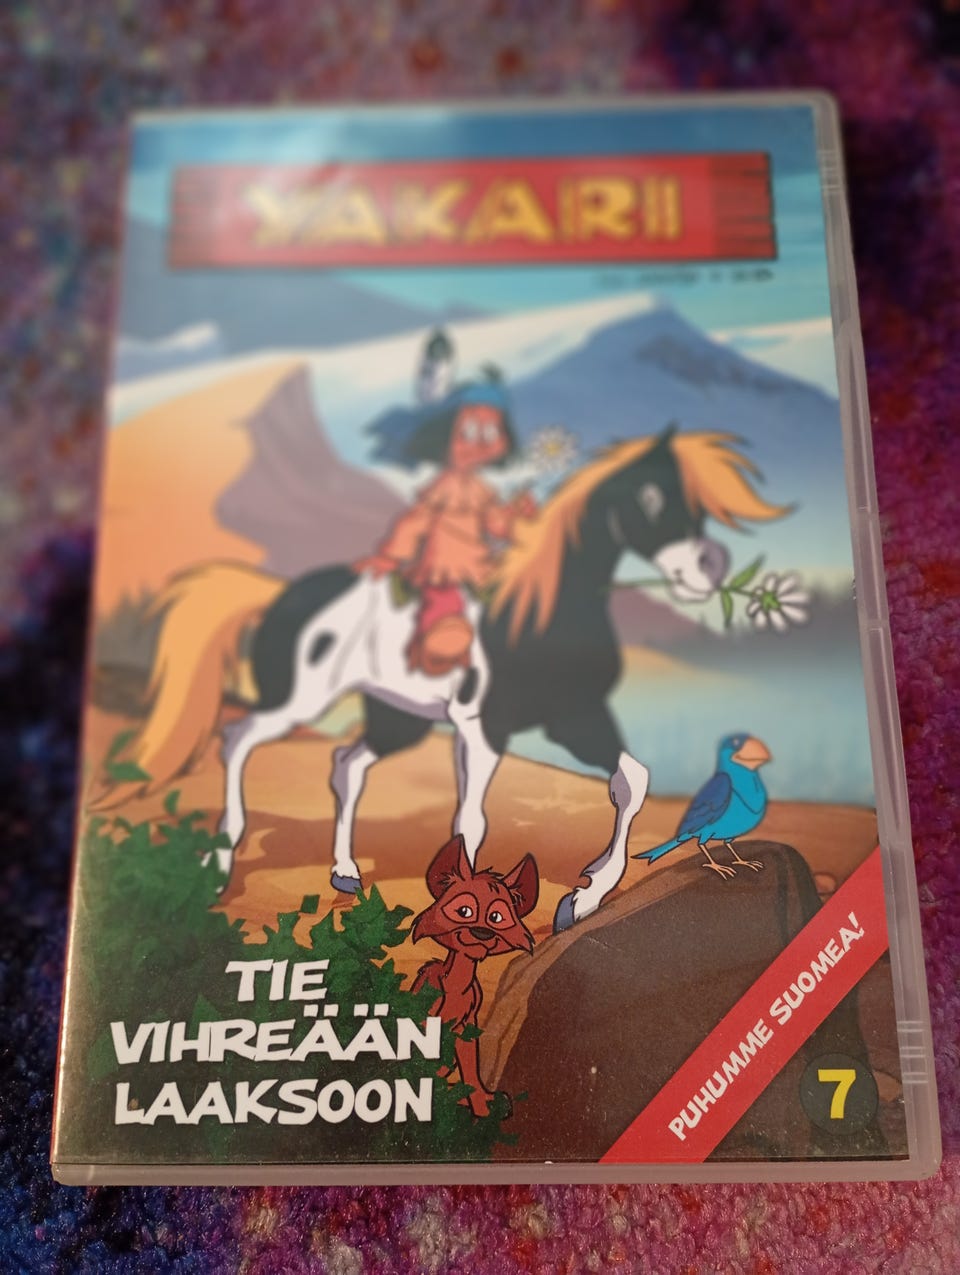 YAKARI
TIE
VIHREÄÄN
LAAKSOON
PUHUMME SUOMEA!
7